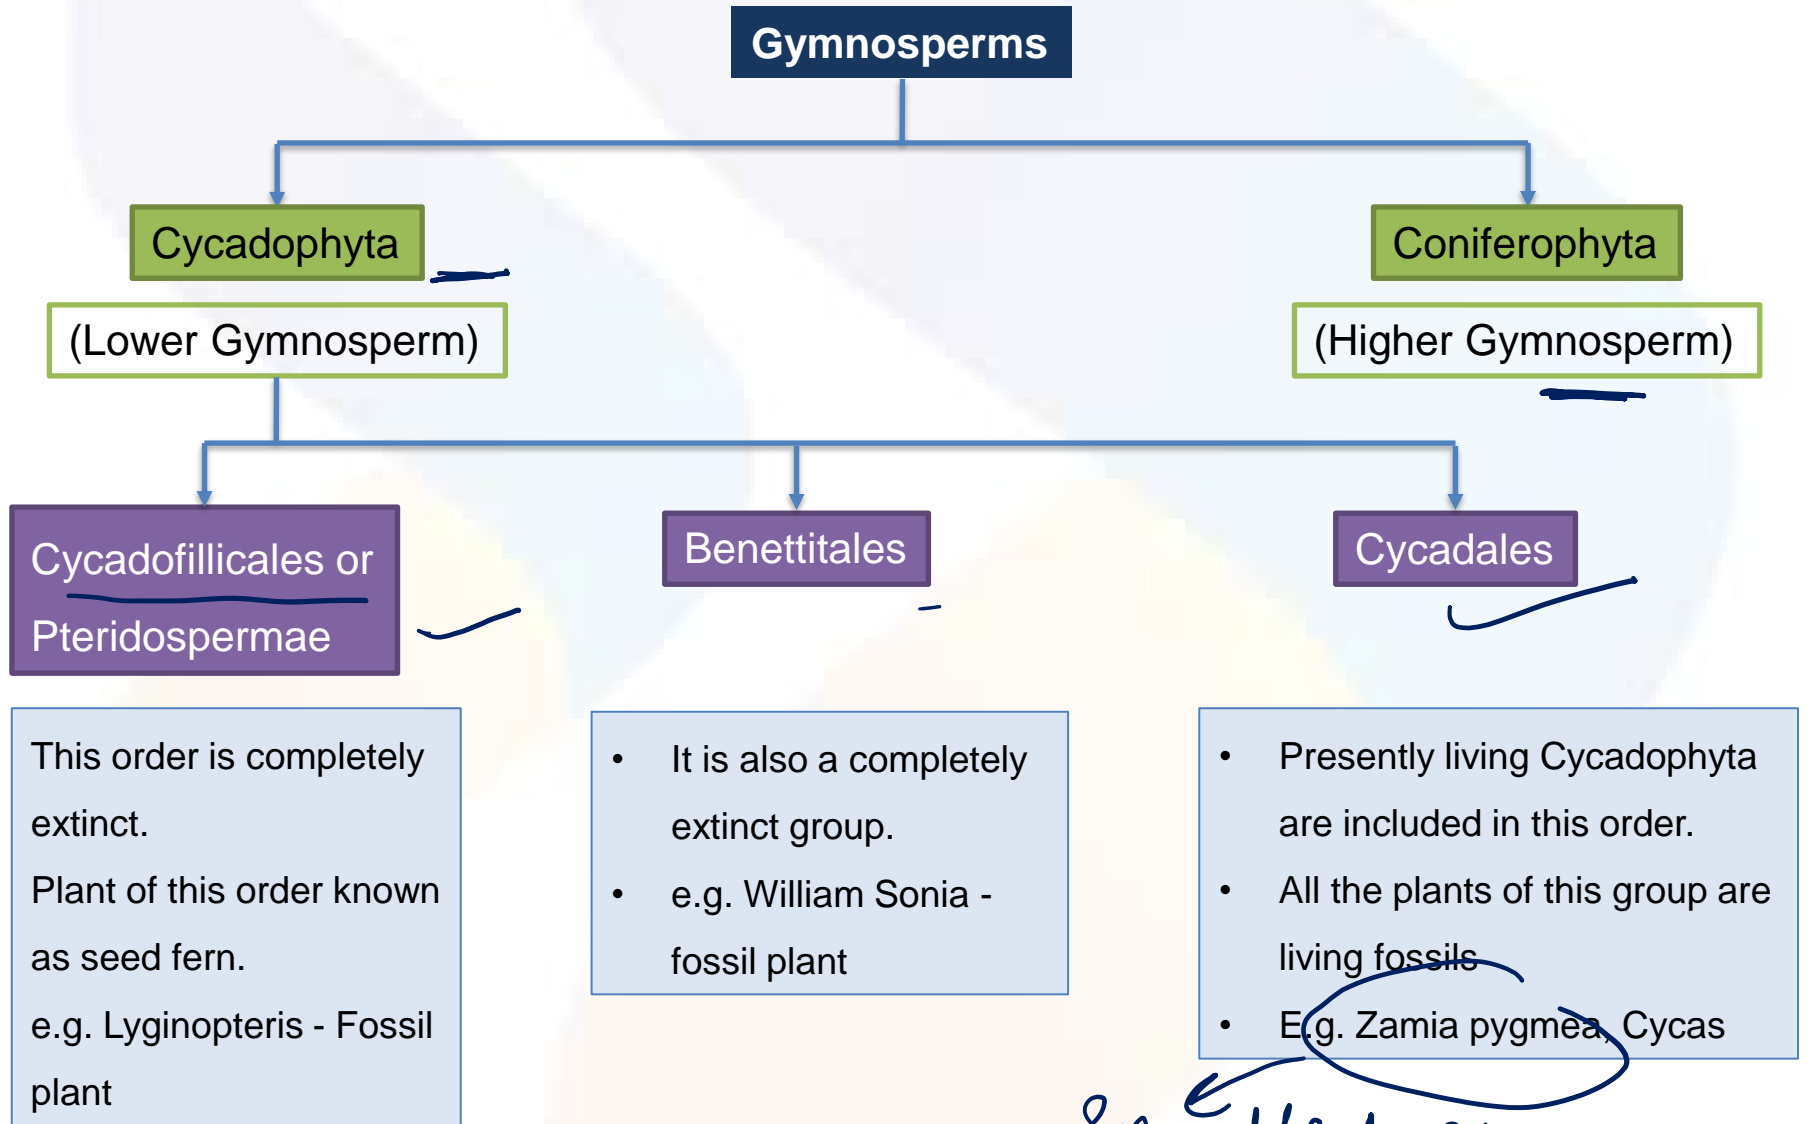 Gymnosperms
Cycadophyta
Coniferophyta
(Lower Gymnosperm)
(Higher Gymnosperm)
Cycadofillicales or
Pteridospermae
Benettitales
Cycadales
This order is completely
extinct.
Plant of this order known
as seed fern.
e.g. Lyginopteris - Fossil
plant
• It is also a completely
extinct group.
• e.g. William Sonia -
fossil plant
• Presently living Cycadophyta
are included in this order.
• All the plants of this group are
living fossils
• E.g. Zamia pygmea, Cycas